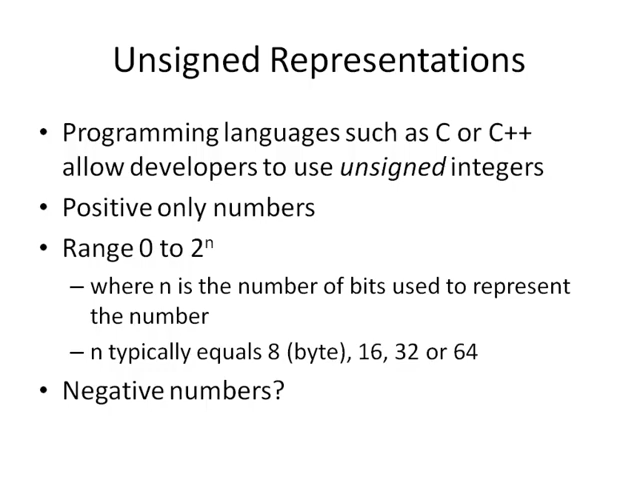 Unsigned Representations
• Programming languages such as C or C++
allow developers to use unsigned integers
• Positive only numbers
• Range 0 to 2ⁿ
– where n is the number of bits used to represent
the number
– n typically equals 8 (byte), 16, 32 or 64
• Negative numbers?